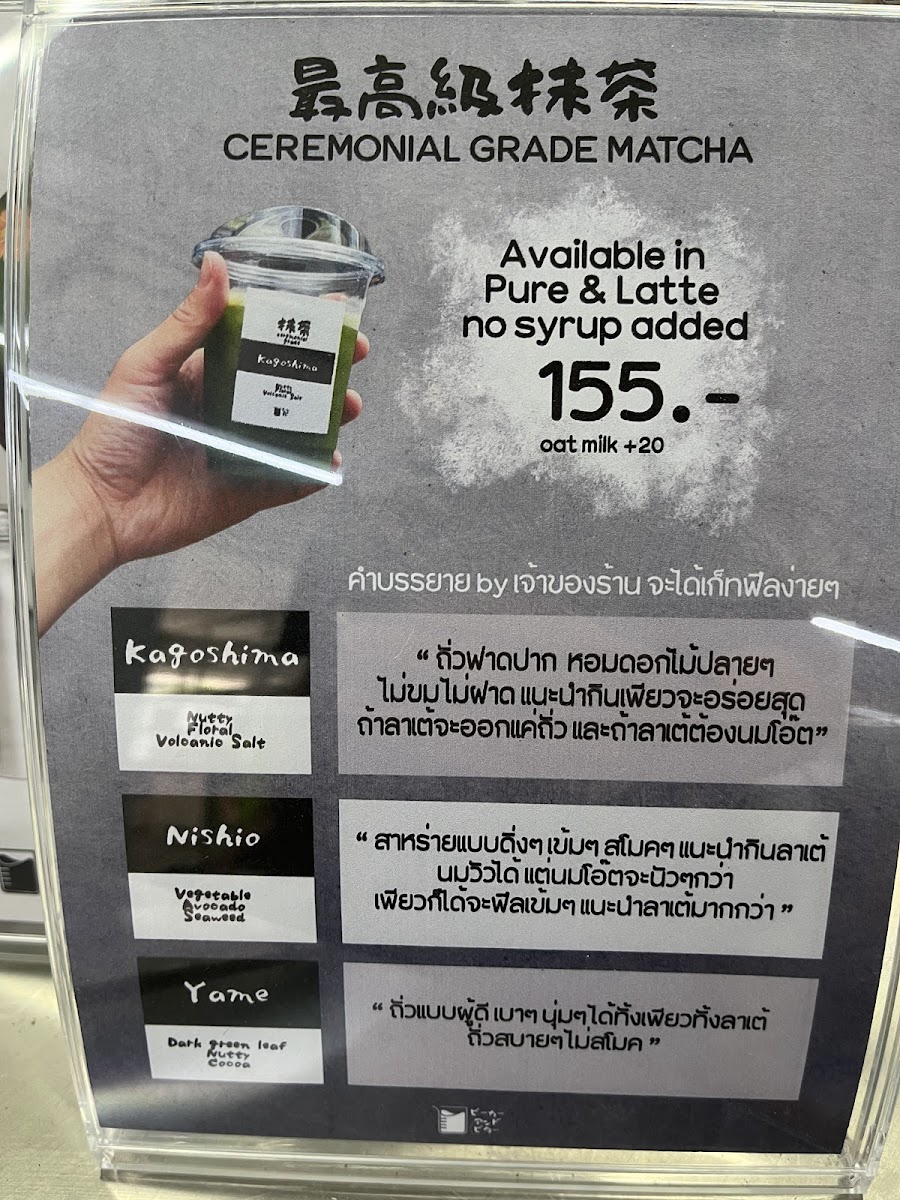 最高級抹茶
CEREMONIAL GRADE MATCHA
Available in
Pure & Latte
no syrup added
155.-
oat milk +20
抹茶
ceremonial
grade
Kagoshima
Nutty
Floral
Volcanic Salt
คำบรรยาย by เจ้าของร้าน จะได้เก็ทฟีลง่ายๆ
Kagoshima
Nutty
Floral
Volcanic Salt
“ ถั่วฟาดปาก หอมดอกไม้ปลายๆ
ไม่ขมไม่ฝาด แนะนำกินเพียวจะอร่อยสุด
ถ้าลาเต้จะออกแค่ถั่ว และถ้าลาเต้ต้องนมโอ๊ต”
Nishio
Vegetable
Avocado
Seaweed
“ สาหร่ายแบบดิ่งๆ เข้มๆ สโมคๆ แนะนำกินลาเต้
นมวัวได้ แต่นมโอ๊ตจะนัวๆกว่า
เพียวก็ได้จะฟีลเข้มๆ แนะนำลาเต้มากกว่า ”
Yame
Dark green leaf
Nutty
Cocoa
“ ถั่วแบบผู้ดี เบาๆ นุ่มๆได้ทั้งเพียวทั้งลาเต้
ถั่วสบายๆไม่สโมค ”